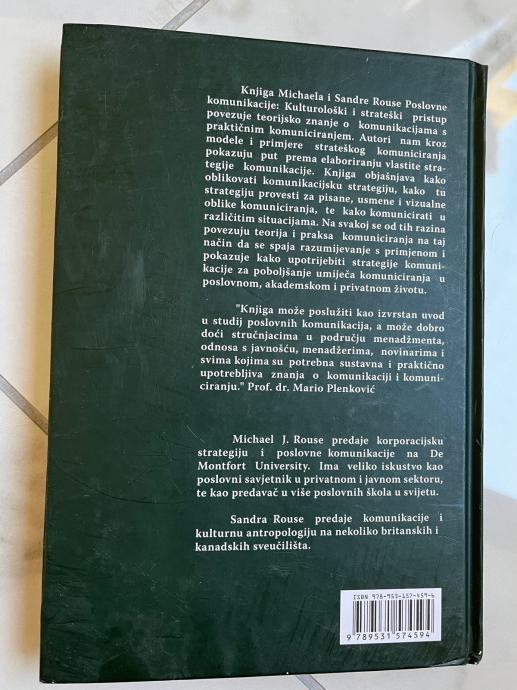 Knjiga Michaela i Sandre Rouse Poslovne
komunikacije: Kulturološki i strateški pristup
povezuje teorijsko znanje o komunikacijama s
praktičnim komuniciranjem. Autori nam kroz
modele i primjere strateškog komuniciranja
pokazuju put prema elaboriranju vlastite stra-
tegije komunikacije. Knjiga objašnjava kako
oblikovati komunikacijsku strategiju, kako tu
strategiju provesti za pisane, usmene i vizualne
oblike komuniciranja, te kako komunicirati u
različitim situacijama. Na svakoj se od tih razina
povezuju teorija i praksa komuniciranja na taj
način da se spaja razumijevanje s primjenom i
pokazuje kako upotrijebiti strategije komuni-
kacije za poboljšanje umijeća komuniciranja u
poslovnom, akademskom i privatnom životu.
"Knjiga može poslužiti kao izvrstan uvod
u studij poslovnih komunikacija, a može dobro
doći stručnjacima u području menadžmenta,
odnosa s javnošću, menadžerima, novinarima i
svima kojima su potrebna sustavna i praktično
upotrebljiva znanja o komunikaciji i komuni-
ciranju." Prof. dr. Mario Plenković
Michael J. Rouse predaje korporacijsku
strategiju i poslovne komunikacije na De
Montfort University. Ima veliko iskustvo kao
poslovni savjetnik u privatnom i javnom sektoru,
te kao predavač u više poslovnih škola u svijetu.
Sandra Rouse predaje komunikacije i
kulturnu antropologiju na nekoliko britanskih i
kanadskih sveučilišta.
ISBN 978-953-157-459-4
9 789531 574594